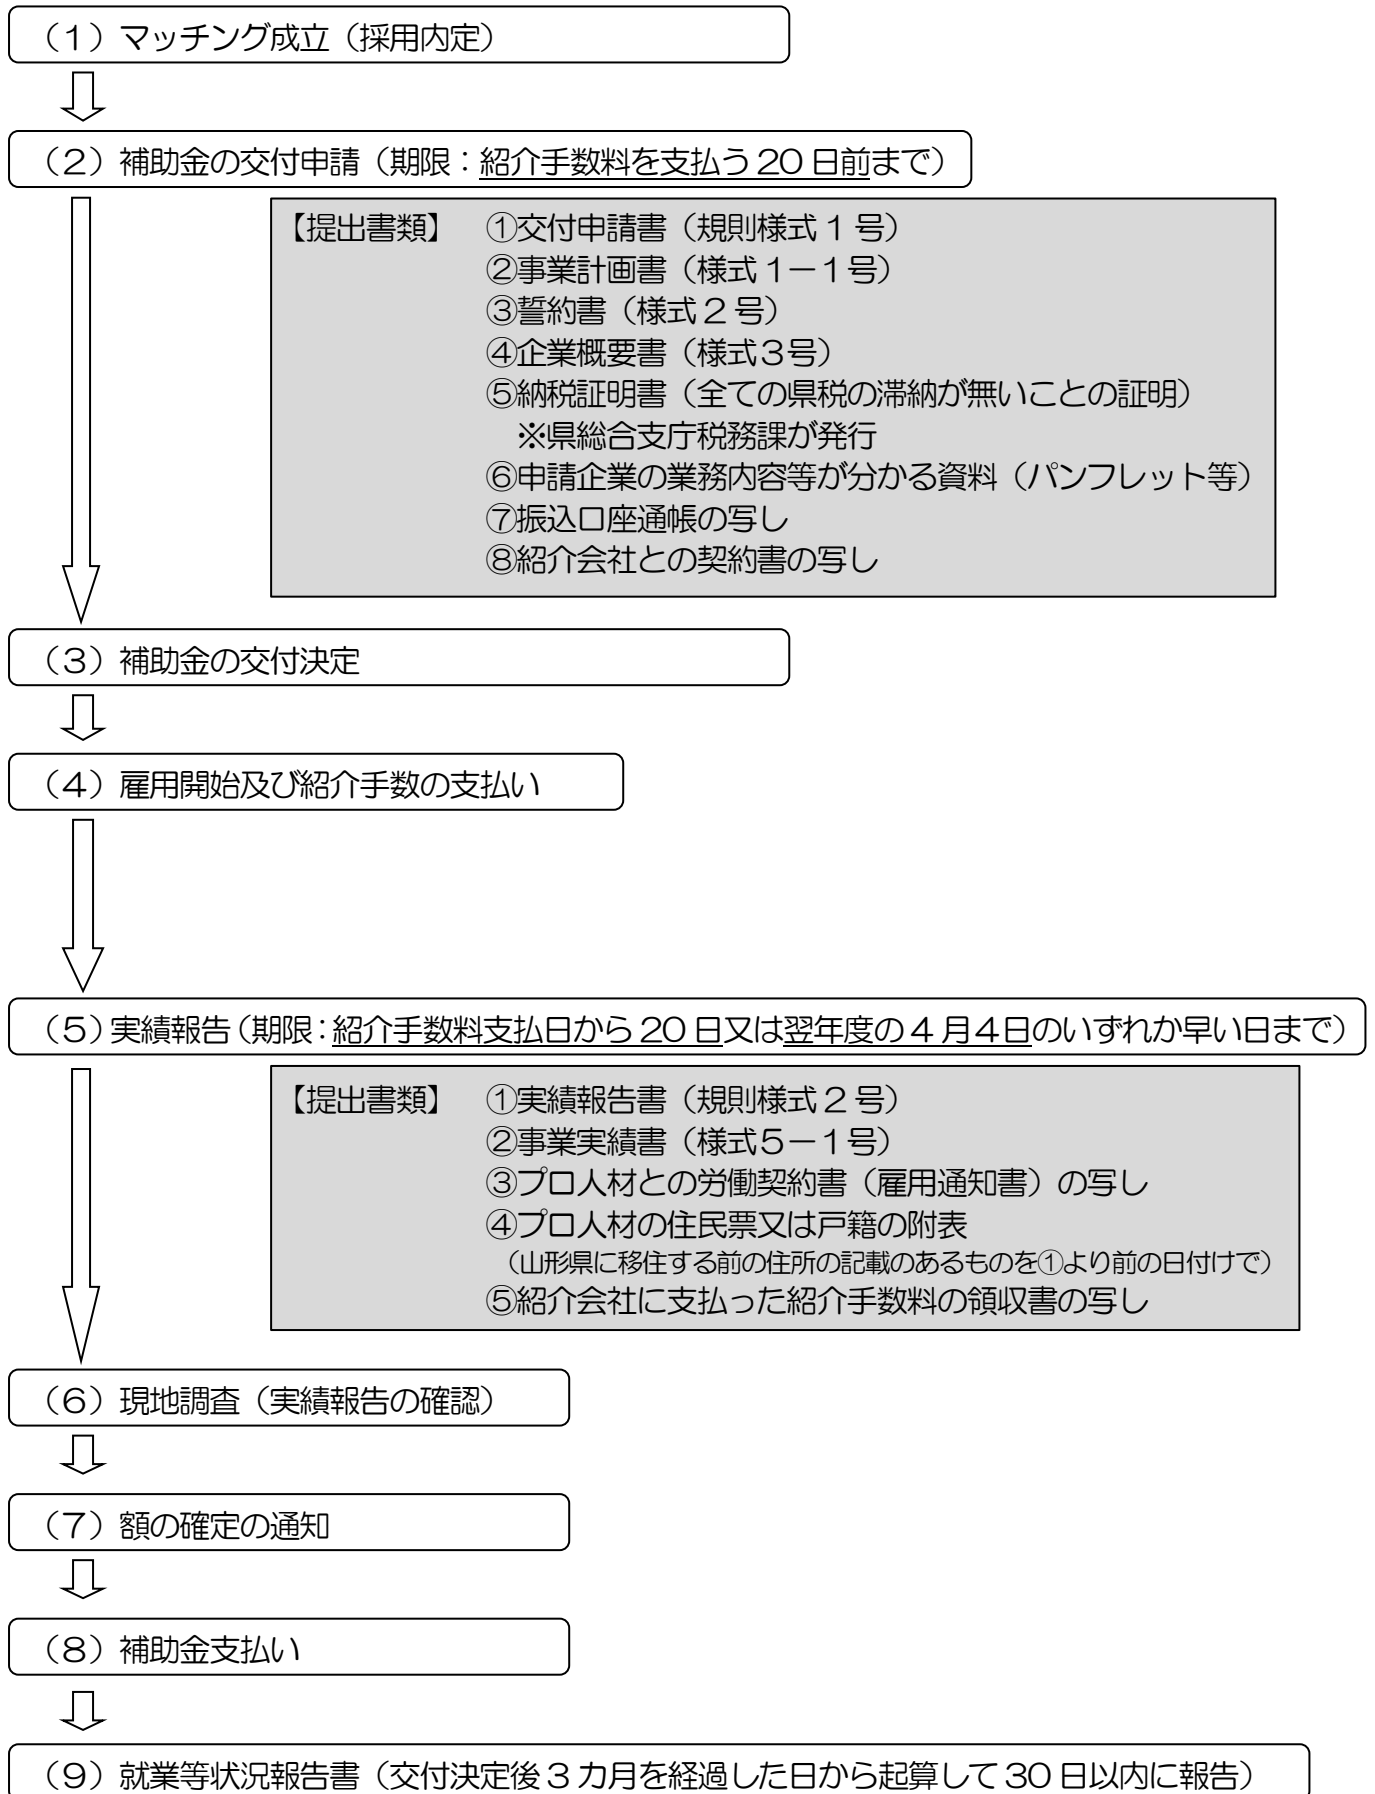 （１）マッチング成立（採用内定）
（２）補助金の交付申請（期限：紹介手数料を支払う20日前まで）
【提出書類】　①交付申請書（規則様式１号）
②事業計画書（様式１－１号）
③誓約書（様式２号）
④企業概要書（様式３号）
⑤納税証明書（全ての県税の滞納が無いことの証明）
※県総合支庁税務課が発行
⑥申請企業の業務内容等が分かる資料（パンフレット等）
⑦振込口座通帳の写し
⑧紹介会社との契約書の写し
（３）補助金の交付決定
（４）雇用開始及び紹介手数の支払い
（５）実績報告（期限：紹介手数料支払日から20日又は翌年度の４月４日のいずれか早い日まで）
【提出書類】　①実績報告書（規則様式２号）
②事業実績書（様式５－１号）
③プロ人材との労働契約書（雇用通知書）の写し
④プロ人材の住民票又は戸籍の附表
（山形県に移住する前の住所の記載のあるものを①より前の日付けで）
⑤紹介会社に支払った紹介手数料の領収書の写し
（６）現地調査（実績報告の確認）
（７）額の確定の通知
（８）補助金支払い
（９）就業等状況報告書（交付決定後３カ月を経過した日から起算して30日以内に報告）